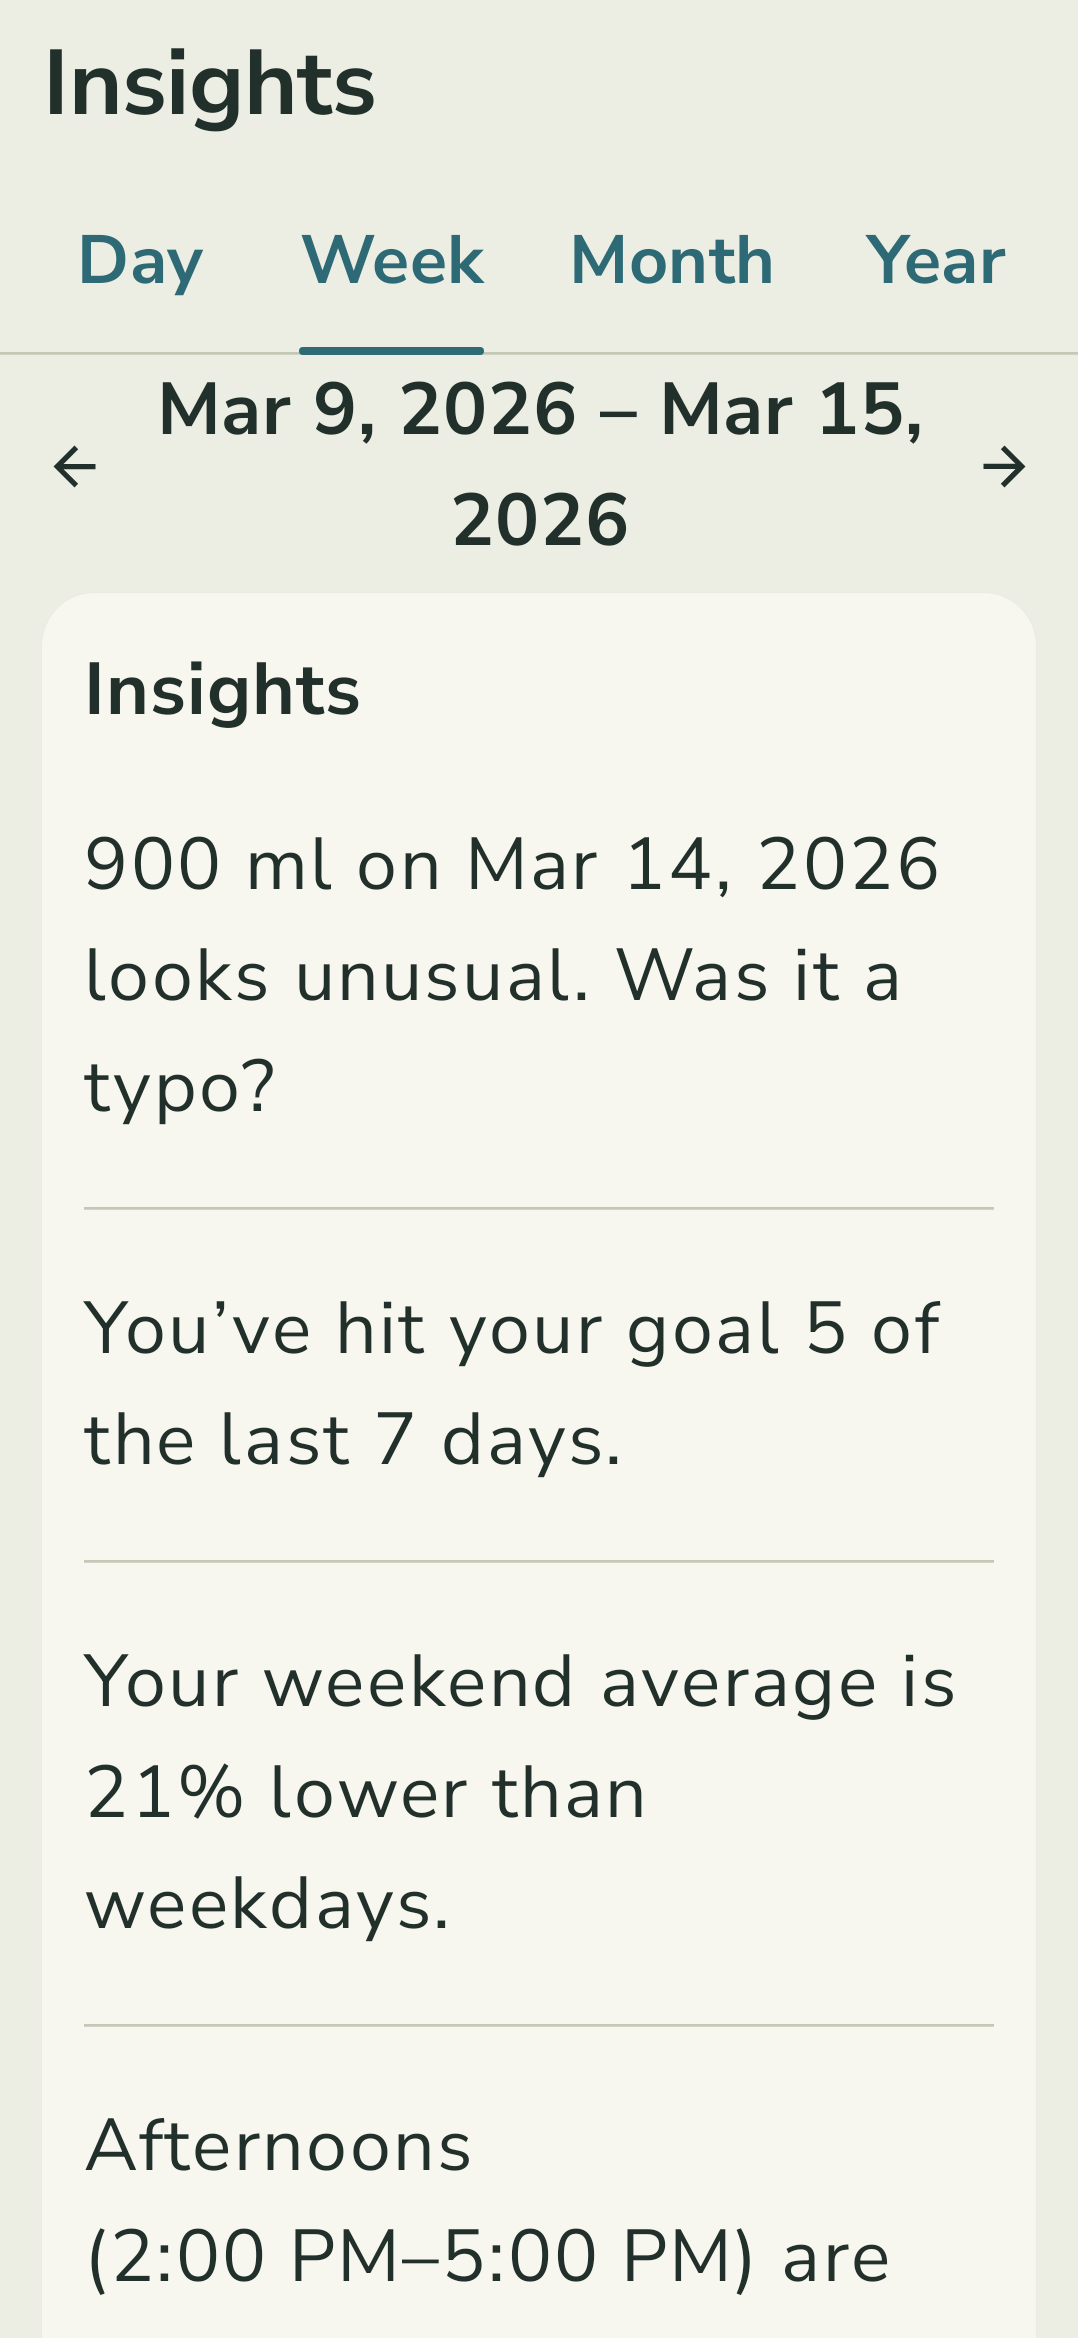 Insights
Day Week Month Year
Mar 9, 2026 – Mar 15,
2026
Insights
900 ml on Mar 14, 2026
looks unusual. Was it a
typo?
You’ve hit your goal 5 of
the last 7 days.
Your weekend average is
21% lower than
weekdays.
Afternoons
(2:00 PM–5:00 PM) are